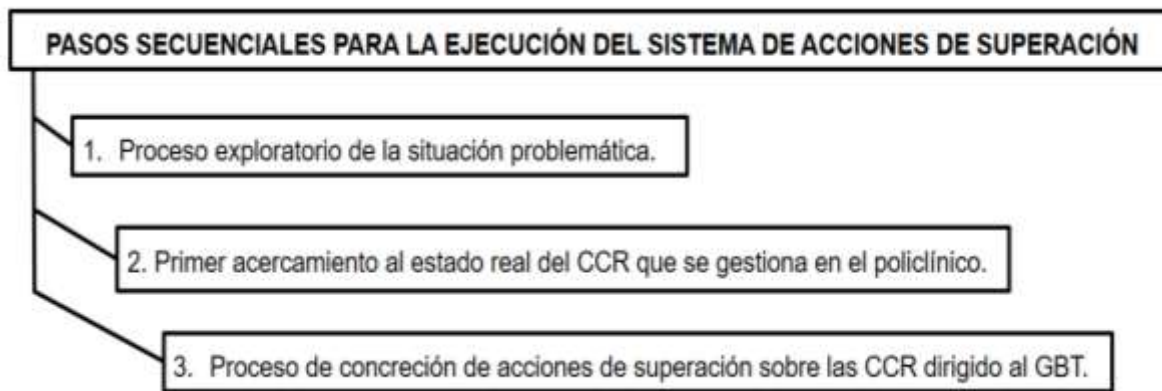 PASOS SECUENCIALES PARA LA EJECUCIÓN DEL SISTEMA DE ACCIONES DE SUPERACIÓN
1. Proceso exploratorio de la situación problemática.
2. Primer acercamiento al estado real del CCR que se gestiona en el policlínico.
3. Proceso de concreción de acciones de superación sobre las CCR dirigido al GBT.